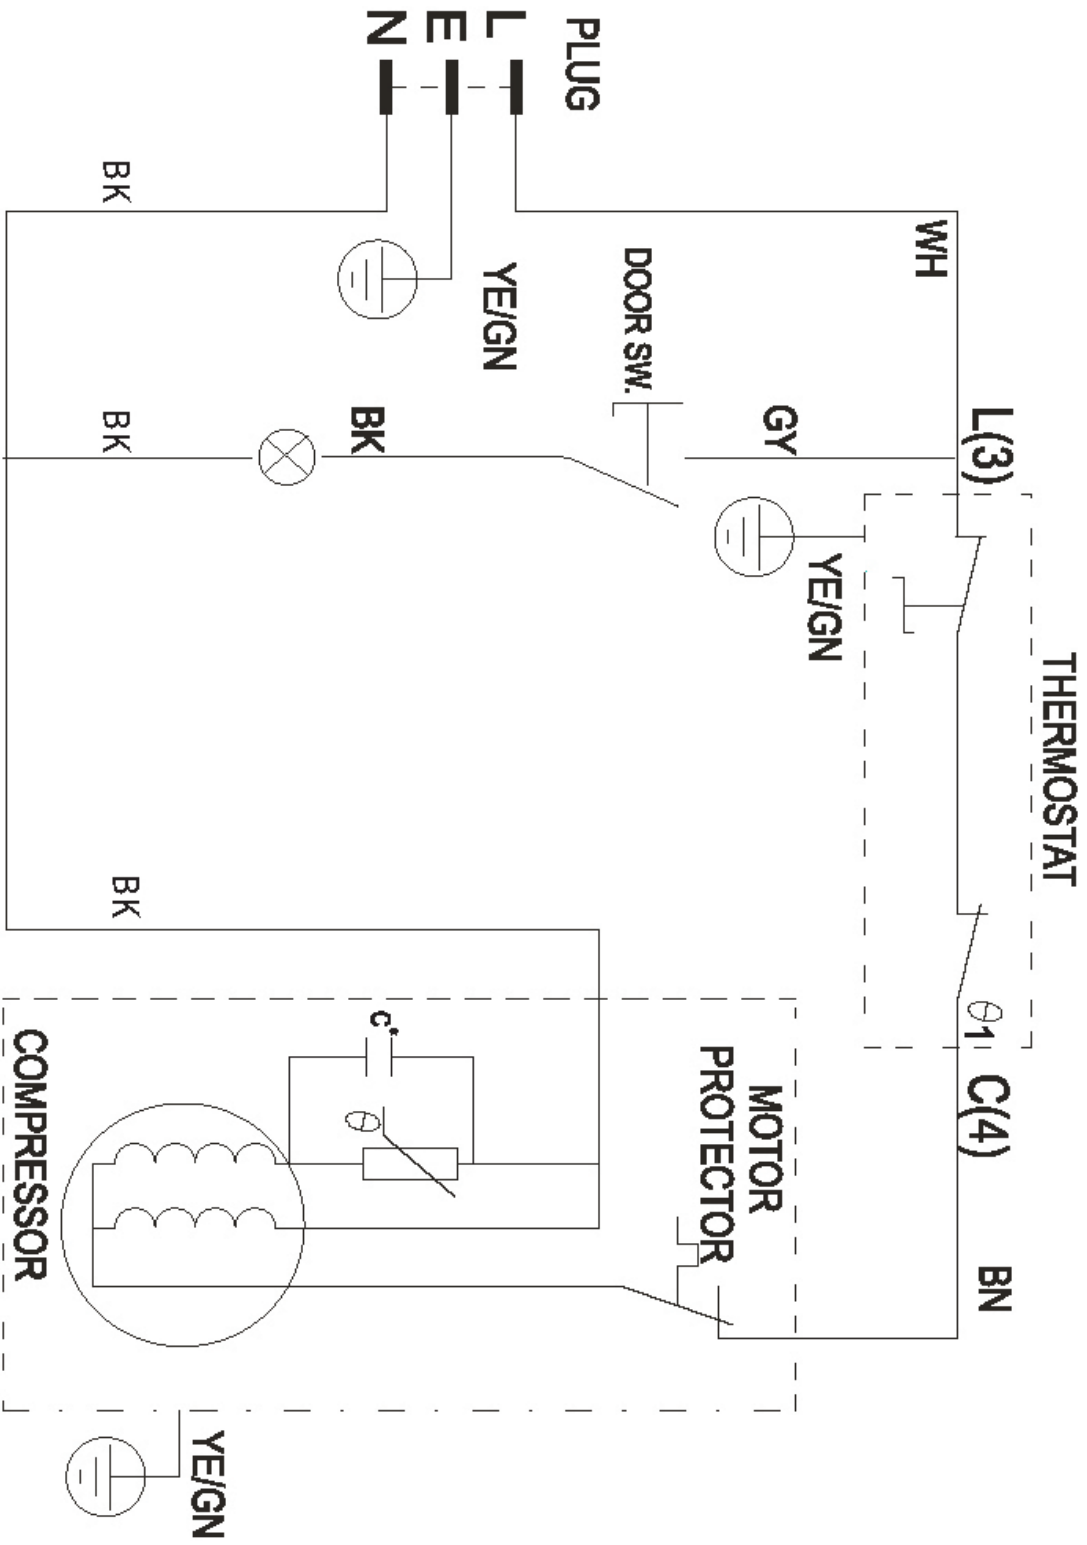 PLUG
L
E
N
WH
BK
YE/GN
DOOR SW.
L(3)
GY
BK
BK
YE/GN
THERMOSTAT
BK
θ1
C(4)
BN
C*
θ
MOTOR
PROTECTOR
COMPRESSOR
YE/GN